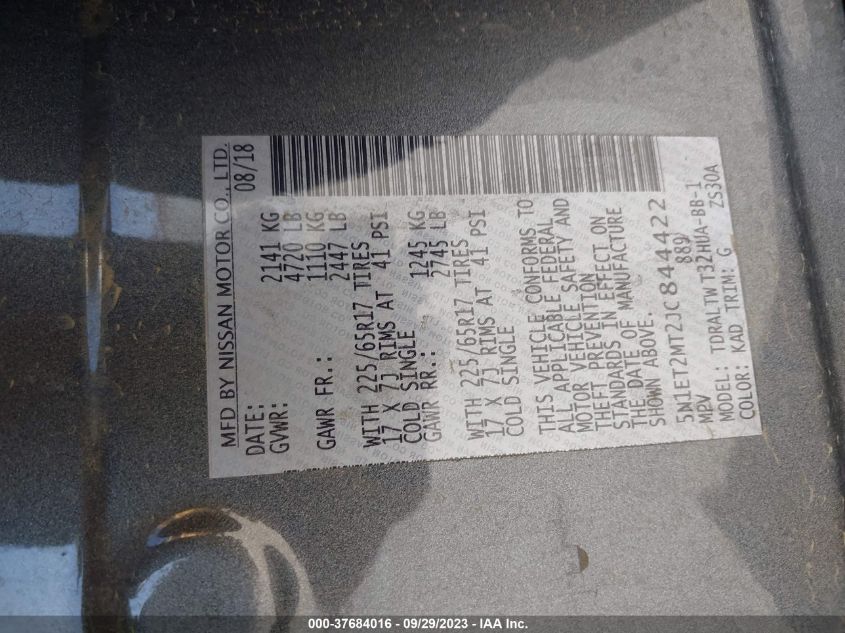 MFD BY NISSAN MOTOR CO., LTD.
DATE: 08/18
GVWR: 2141 KG
4720 LB
GAWR FR.: 1110 KG
2447 LB
WITH 225/65R17 TIRES
17 X 7J RIMS AT 41 PSI
COLD SINGLE
GAWR RR.: 1245 KG
2745 LB
WITH 225/65R17 TIRES
17 X 7J RIMS AT 41 PSI
COLD SINGLE
THIS VEHICLE CONFORMS TO
ALL APPLICABLE FEDERAL
MOTOR VEHICLE SAFETY AND
THEFT PREVENTION
STANDARDS IN EFFECT ON
THE DATE OF MANUFACTURE
SHOWN ABOVE.
5N1ET2MT2JC844422
MPV 889
MODEL: TDRALTW T32HUA-BB-1
COLOR: KAD TRIM: G ZS30A
000-37684016 - 09/29/2023 - IAA Inc.